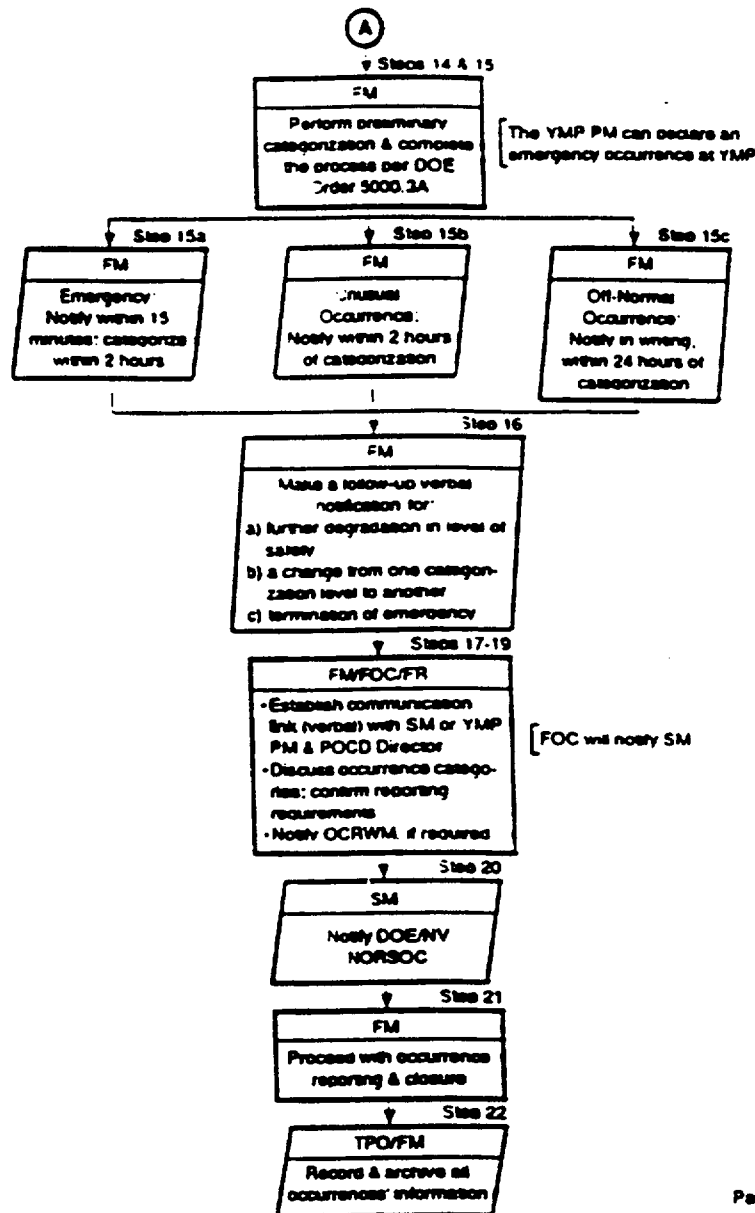 A
Steps 14 & 15
FM
Perform preliminary
categorization & complete
the process per DOE
Order 5000.3A
The YMP PM can declare an
emergency occurrence at YMP
Step 15a
FM
Emergency:
Notify within 15
minutes; categorize
within 2 hours
Step 15b
FM
Unusual
Occurrence:
Notify within 2 hours
of categorization
Step 15c
FM
Off-Normal
Occurrence:
Notify in writing,
within 24 hours of
categorization
Step 16
FM
Make a follow-up verbal
notification for:
a) further degradation in level of
safety
b) a change from one categori-
zation level to another
c) termination of emergency
Steps 17-19
FM/FOC/FR
• Establish communication
link (verbal) with SM or YMP
PM & POCD Director
• Discuss occurrence catego-
ries; confirm reporting
requirements
• Notify OCRWM, if required
FOC will notify SM
Step 20
SM
Notify DOE/NV
NORSOC
Step 21
FM
Proceed with occurrence
reporting & closure
Step 22
TPO/FM
Record & archive all
occurrences' information
Pa